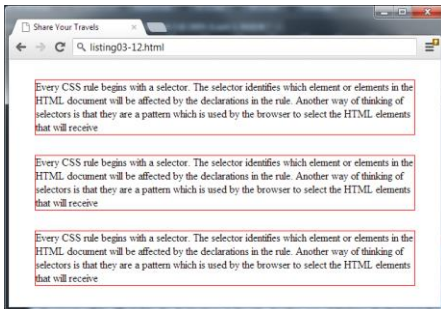 Share Your Travels
listing03-12.html
Every CSS rule begins with a selector. The selector identifies which element or elements in the
HTML document will be affected by the declarations in the rule. Another way of thinking of
selectors is that they are a pattern which is used by the browser to select the HTML elements
that will receive
Every CSS rule begins with a selector. The selector identifies which element or elements in the
HTML document will be affected by the declarations in the rule. Another way of thinking of
selectors is that they are a pattern which is used by the browser to select the HTML elements
that will receive
Every CSS rule begins with a selector. The selector identifies which element or elements in the
HTML document will be affected by the declarations in the rule. Another way of thinking of
selectors is that they are a pattern which is used by the browser to select the HTML elements
that will receive